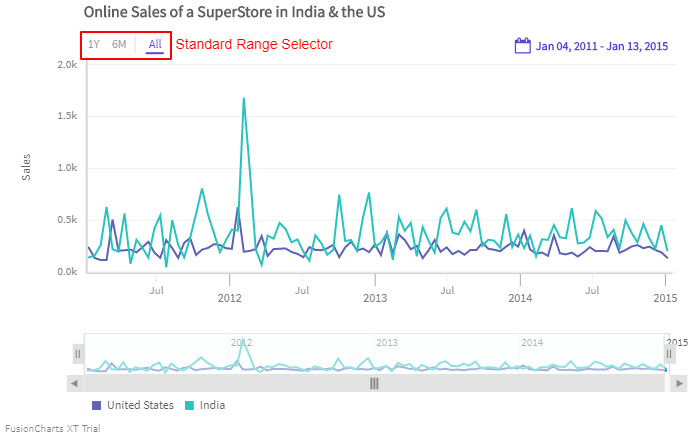 Online Sales of a SuperStore in India & the US
1Y 6M All Standard Range Selector Jan 04, 2011 - Jan 13, 2015
2.0k
1.5k
Sales
1.0k
0.5k
0.0k
Jul 2012 Jul 2013 Jul 2014 Jul 2015
2012 2013 2014 2015
United States India
FusionCharts XT Trial